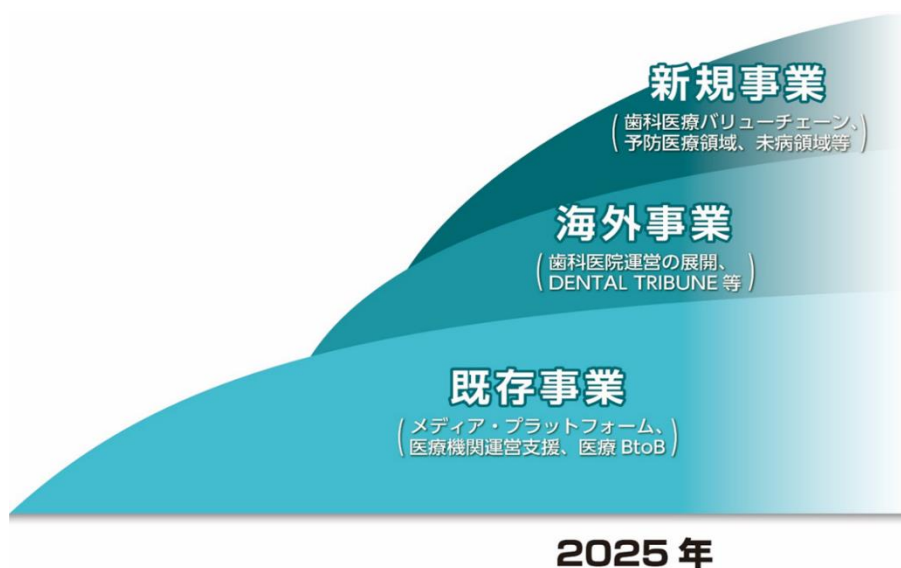 新規事業
(歯科医療バリューチェーン、
予防医療領域、未病領域等)
海外事業
(歯科医院運営の展開、
DENTAL TRIBUNE 等)
既存事業
(メディア・プラットフォーム、
医療機関運営支援、医療 BtoB)
2025 年